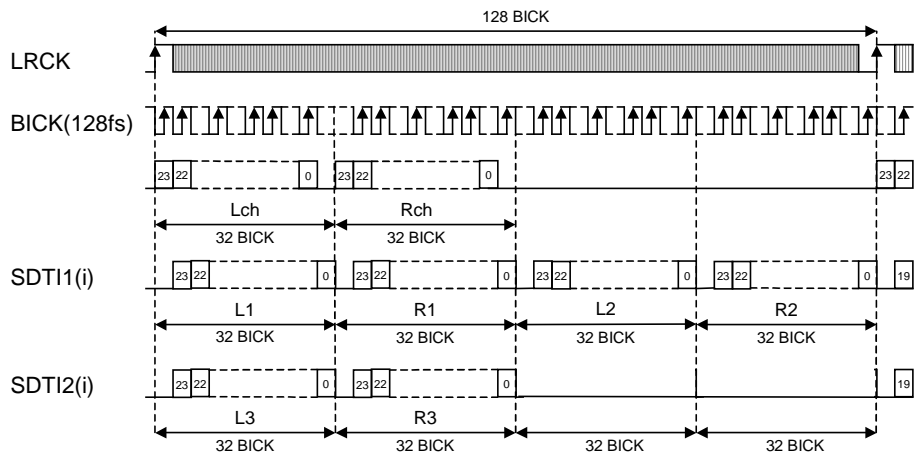 128 BICK
LRCK
BICK(128fs)
23 22 0 23 22 0 23 22
Lch Rch
32 BICK 32 BICK
SDTI1(i) 23 22 0 23 22 0 23 22 0 23 22 0 19
L1 R1 L2 R2
32 BICK 32 BICK 32 BICK 32 BICK
SDTI2(i) 23 22 0 23 22 0 19
L3 R3
32 BICK 32 BICK 32 BICK 32 BICK